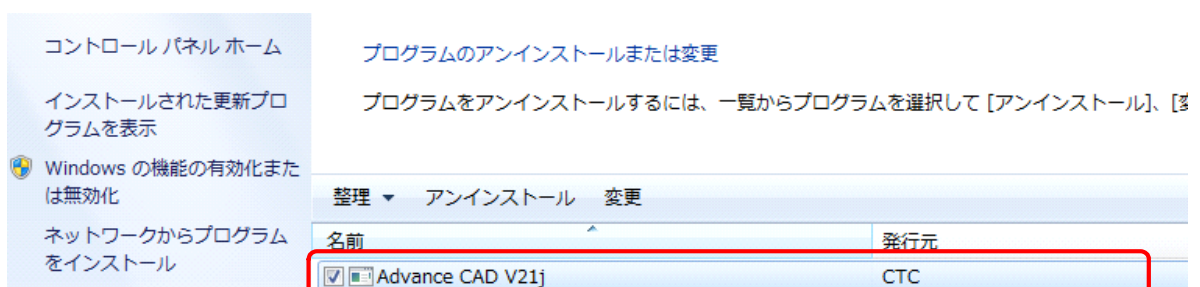 コントロール パネル ホーム
インストールされた更新プロ
グラムを表示
Windows の機能の有効化また
は無効化
ネットワークからプログラム
をインストール
プログラムのアンインストールまたは変更
プログラムをアンインストールするには、一覧からプログラムを選択して [アンインストール]、[変
整理 アンインストール 変更
名前 発行元
Advance CAD V21j CTC